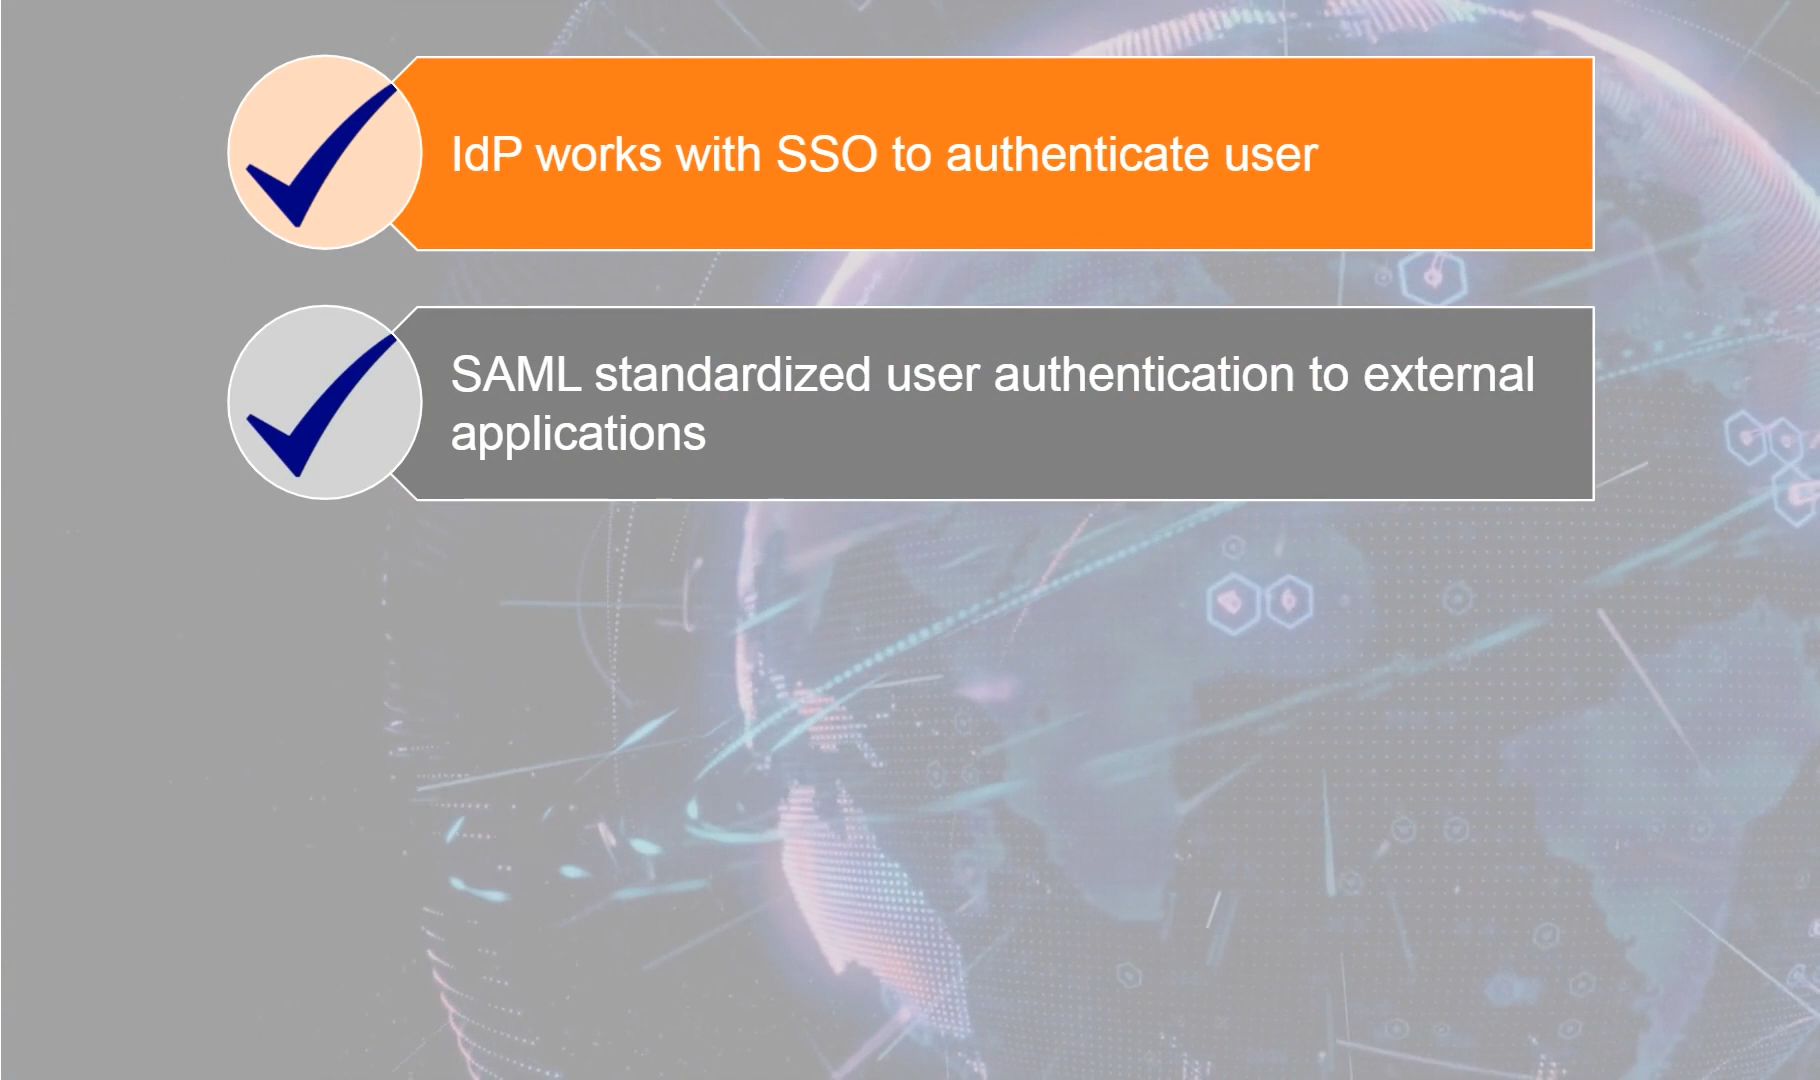 IdP works with SSO to authenticate user
SAML standardized user authentication to external
applications